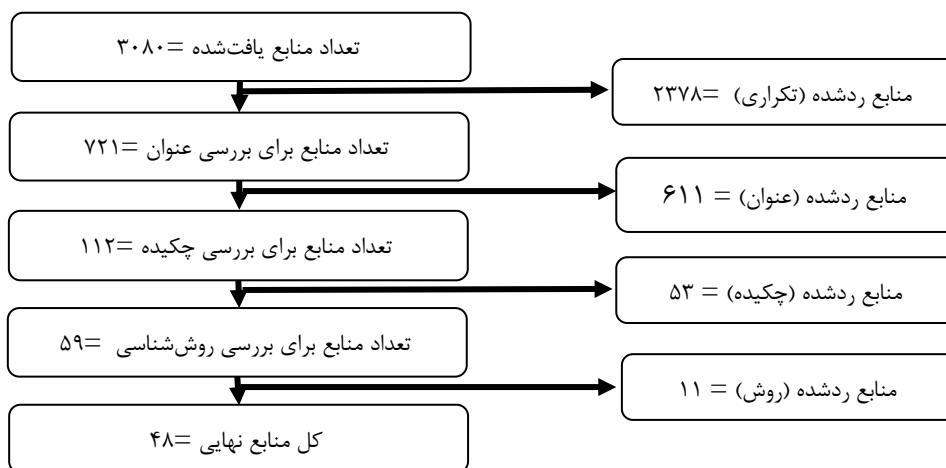 تعداد منابع یافت‌شده =۳۰۸۰
منابع ردشده (تکراری) =۲۳۷۸
تعداد منابع برای بررسی عنوان =۷۲۱
منابع ردشده (عنوان) = ۶۱۱
تعداد منابع برای بررسی چکیده =۱۱۲
منابع ردشده (چکیده) = ۵۳
تعداد منابع برای بررسی روش‌شناسی =۵۹
منابع ردشده (روش) = ۱۱
کل منابع نهایی =۴۸